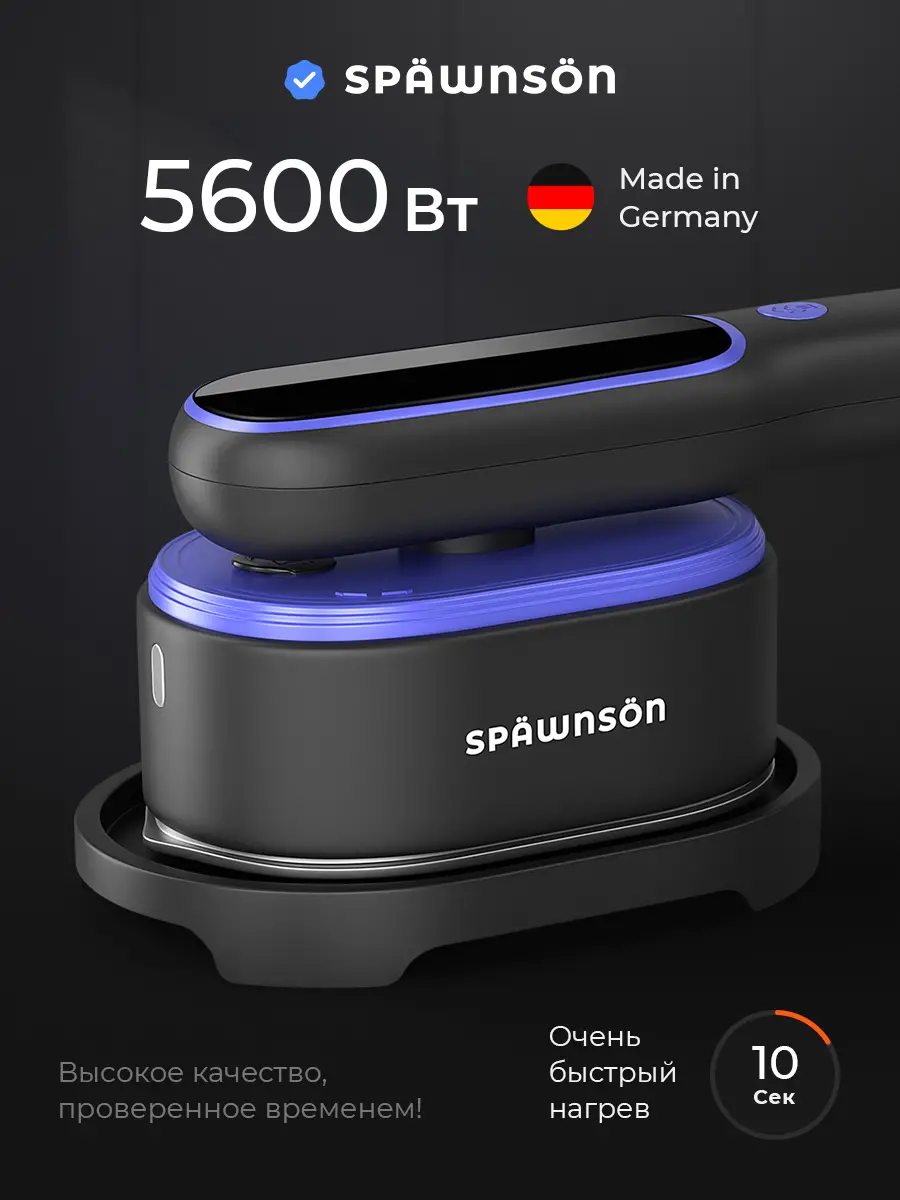 SPÄWNSÖN
5600 Вт
Made in
Germany
SPÄWNSÖN
Очень
быстрый
нагрев
10
Сек
Высокое качество,
проверенное временем!